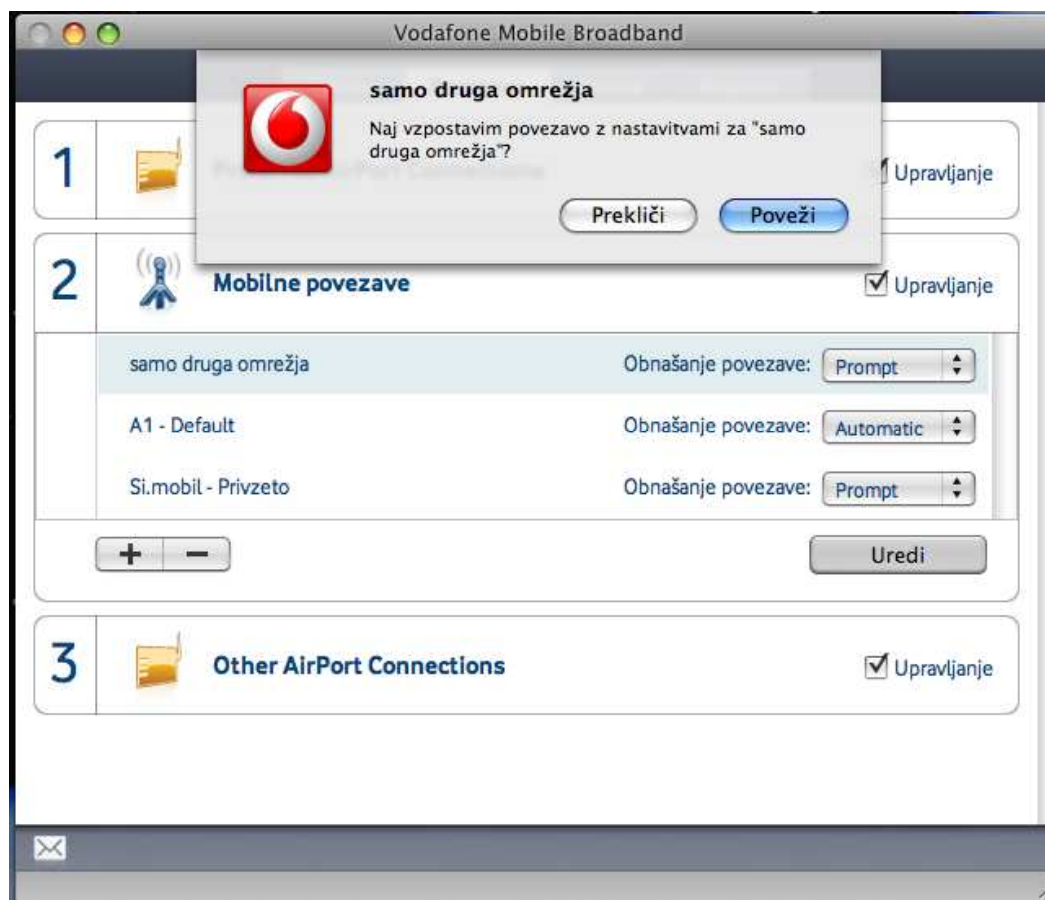 Vodafone Mobile Broadband
samo druga omrežja
Naj vzpostavim povezavo z nastavitvami za "samo
druga omrežja"?
Prekliči
Poveži
1
AirPort Connections
Upravljanje
2
Mobilne povezave
Upravljanje
samo druga omrežja
Obnašanje povezave:
Prompt
A1 - Default
Obnašanje povezave:
Automatic
Si.mobil - Privzeto
Obnašanje povezave:
Prompt
+
−
Uredi
3
Other AirPort Connections
Upravljanje